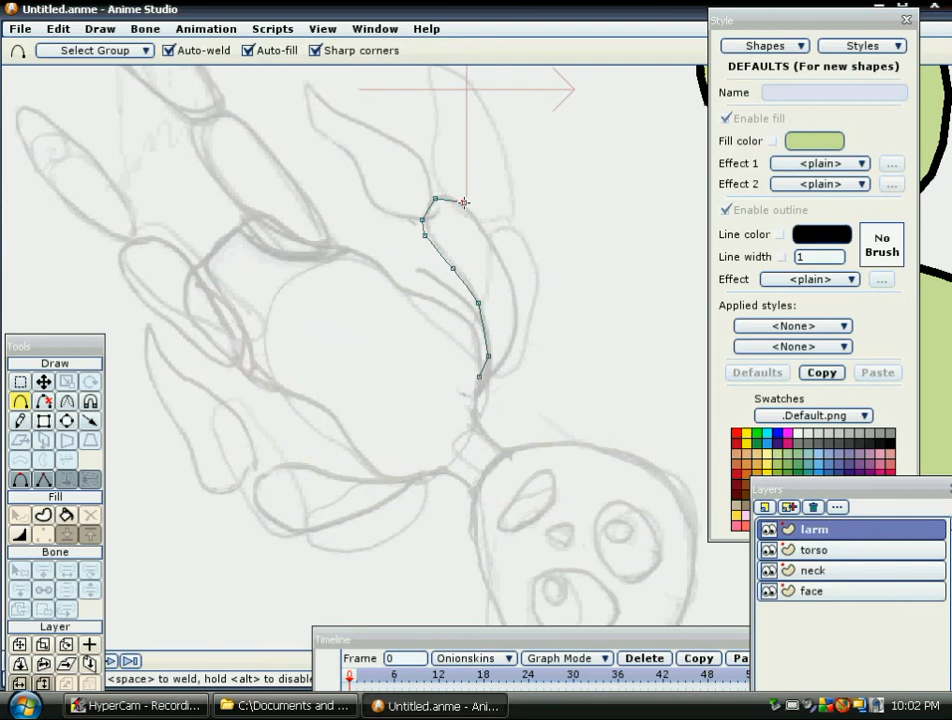 Untitled.anme - Anime Studio
File Edit Draw Bone Animation Scripts View Window Help
Select Group Auto-weld Auto-fill Sharp corners
Style
Shapes Styles
DEFAULTS (For new shapes)
Name
Enable fill
Fill color
Effect 1 <plain> ...
Effect 2 <plain> ...
Enable outline
Line color
No Brush
Line width 1
Effect <plain> ...
Applied styles:
<None>
<None>
Defaults Copy Paste
Swatches
.Default.png
Tools
Draw
Fill
Bone
Layer
Layers
larm
torso
neck
face
Timeline
Frame 0 Onionskins Graph Mode Delete Copy Pa
0 6 12 18 24 30 36 42 48 5
<space> to weld, hold <alt> to disable
HyperCam - Recordi... C:\Documents and ... Untitled.anme - Ani... 10:02 PM